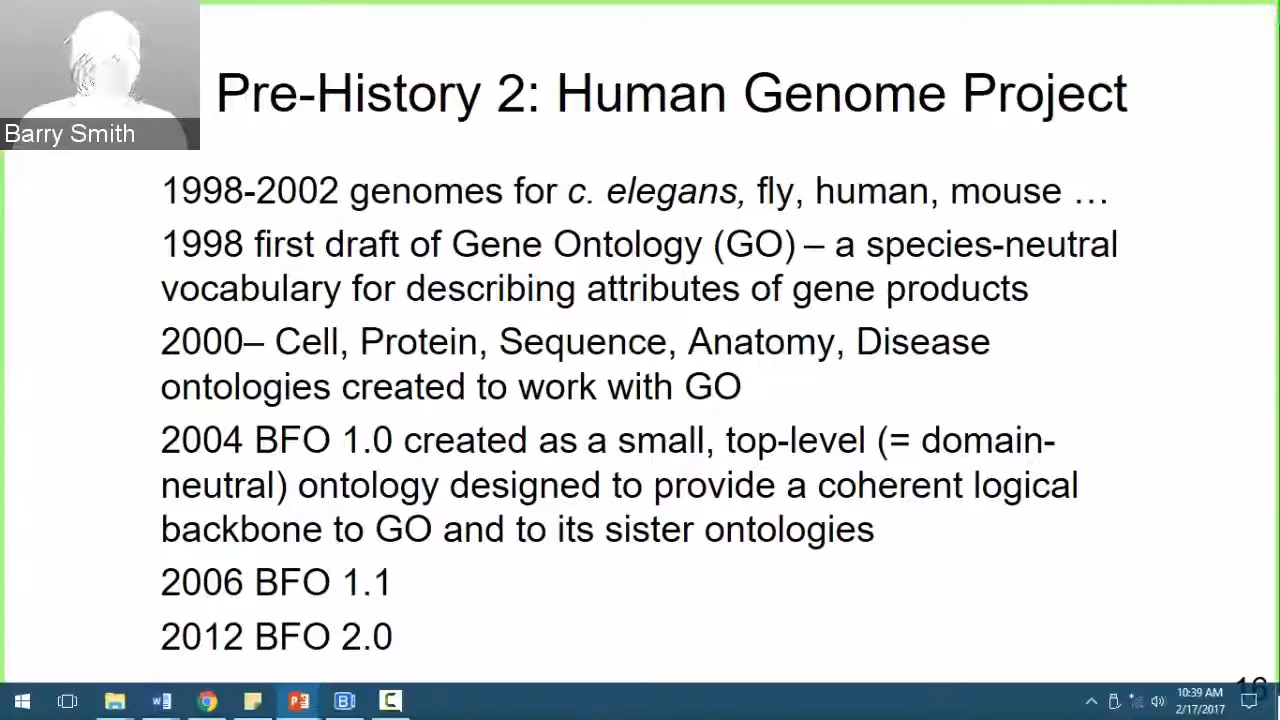 Barry Smith
Pre-History 2: Human Genome Project
1998-2002 genomes for c. elegans, fly, human, mouse …
1998 first draft of Gene Ontology (GO) – a species-neutral
vocabulary for describing attributes of gene products
2000– Cell, Protein, Sequence, Anatomy, Disease
ontologies created to work with GO
2004 BFO 1.0 created as a small, top-level (= domain-
neutral) ontology designed to provide a coherent logical
backbone to GO and to its sister ontologies
2006 BFO 1.1
2012 BFO 2.0
16
10:39 AM
2/17/2017